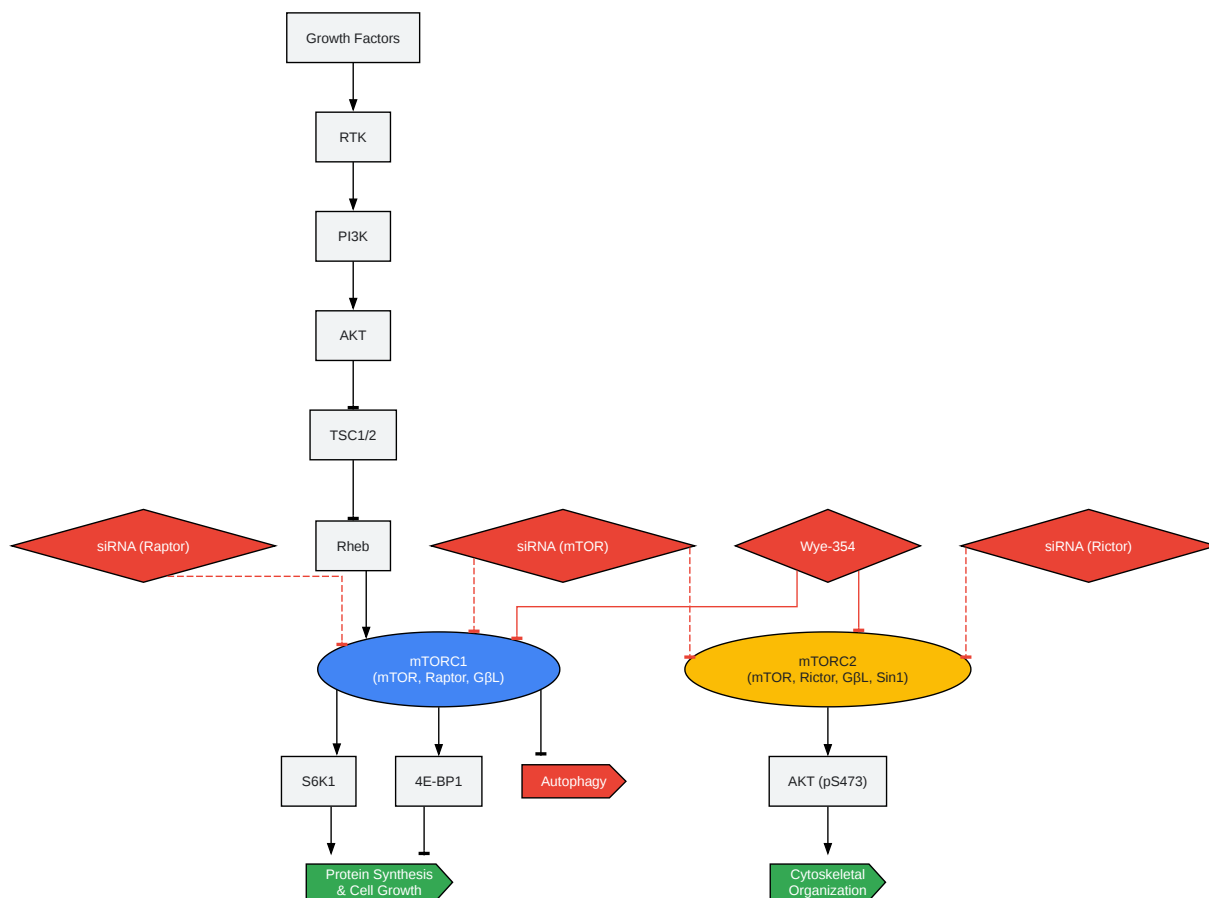 Growth Factors
RTK
PI3K
AKT
TSC1/2
siRNA (Raptor)
Rheb
siRNA (mTOR)
Wye-354
siRNA (Rictor)
mTORC1
(mTOR, Raptor, GβL)
mTORC2
(mTOR, Rictor, GβL, Sin1)
S6K1
4E-BP1
Autophagy
AKT (pS473)
Protein Synthesis
& Cell Growth
Cytoskeletal
Organization